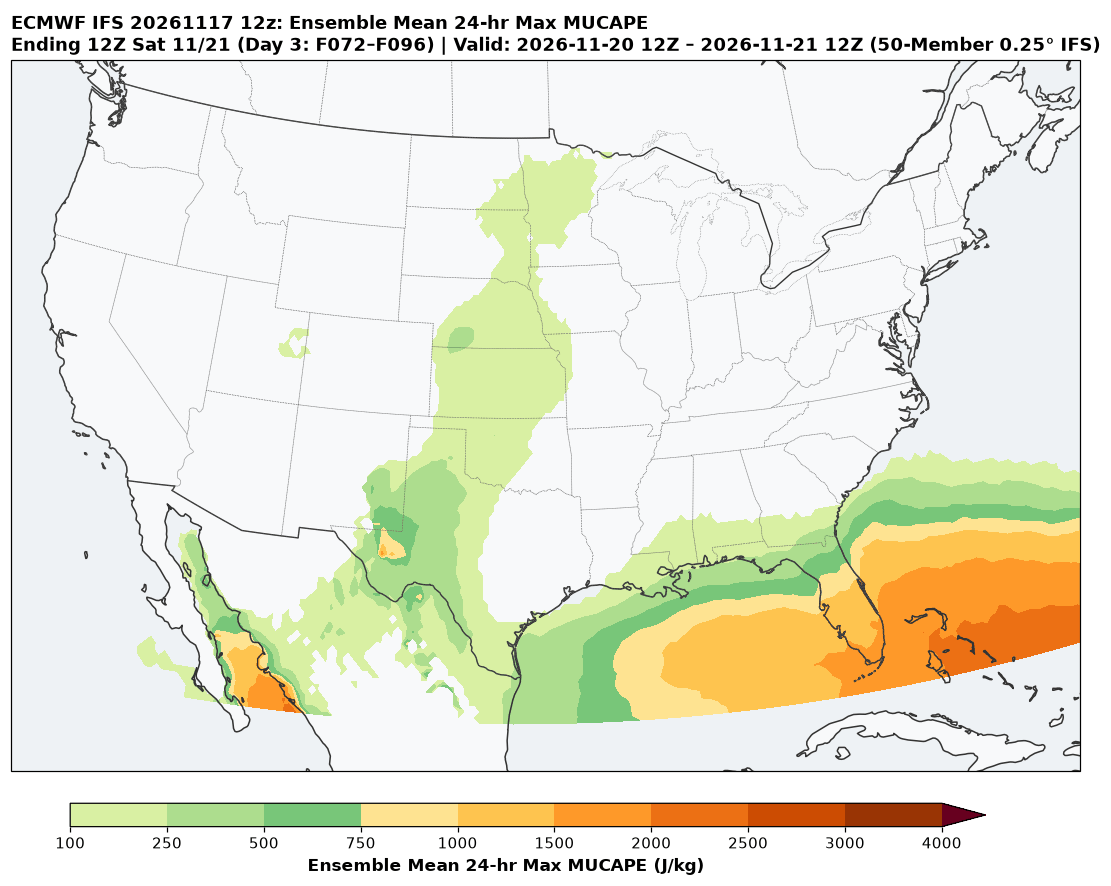 ECMWF IFS 20261117 12z: Ensemble Mean 24-hr Max MUCAPE
Ending 12Z Sat 11/21 (Day 3: F072–F096) | Valid: 2026-11-20 12Z – 2026-11-21 12Z (50-Member 0.25° IFS)
100 250 500 750 1000 1500 2000 2500 3000 4000
Ensemble Mean 24-hr Max MUCAPE (J/kg)